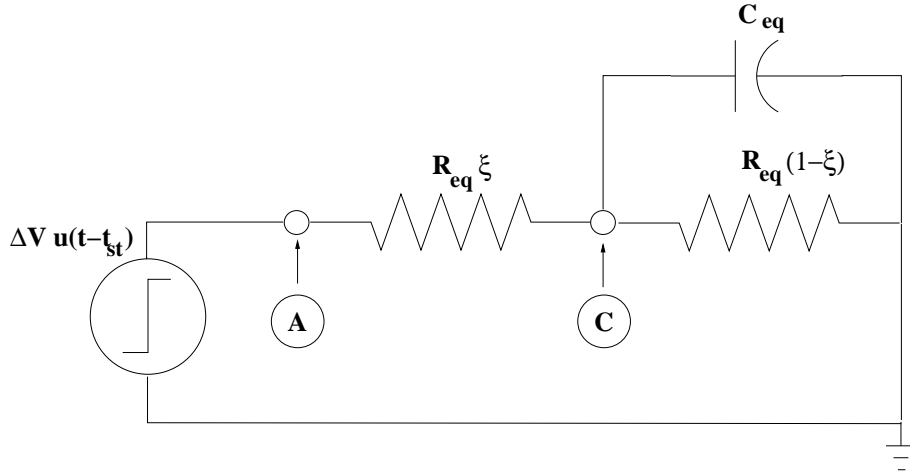 C eq
R eq ξ
R eq (1−ξ)
ΔV u(t−t st)
A
C